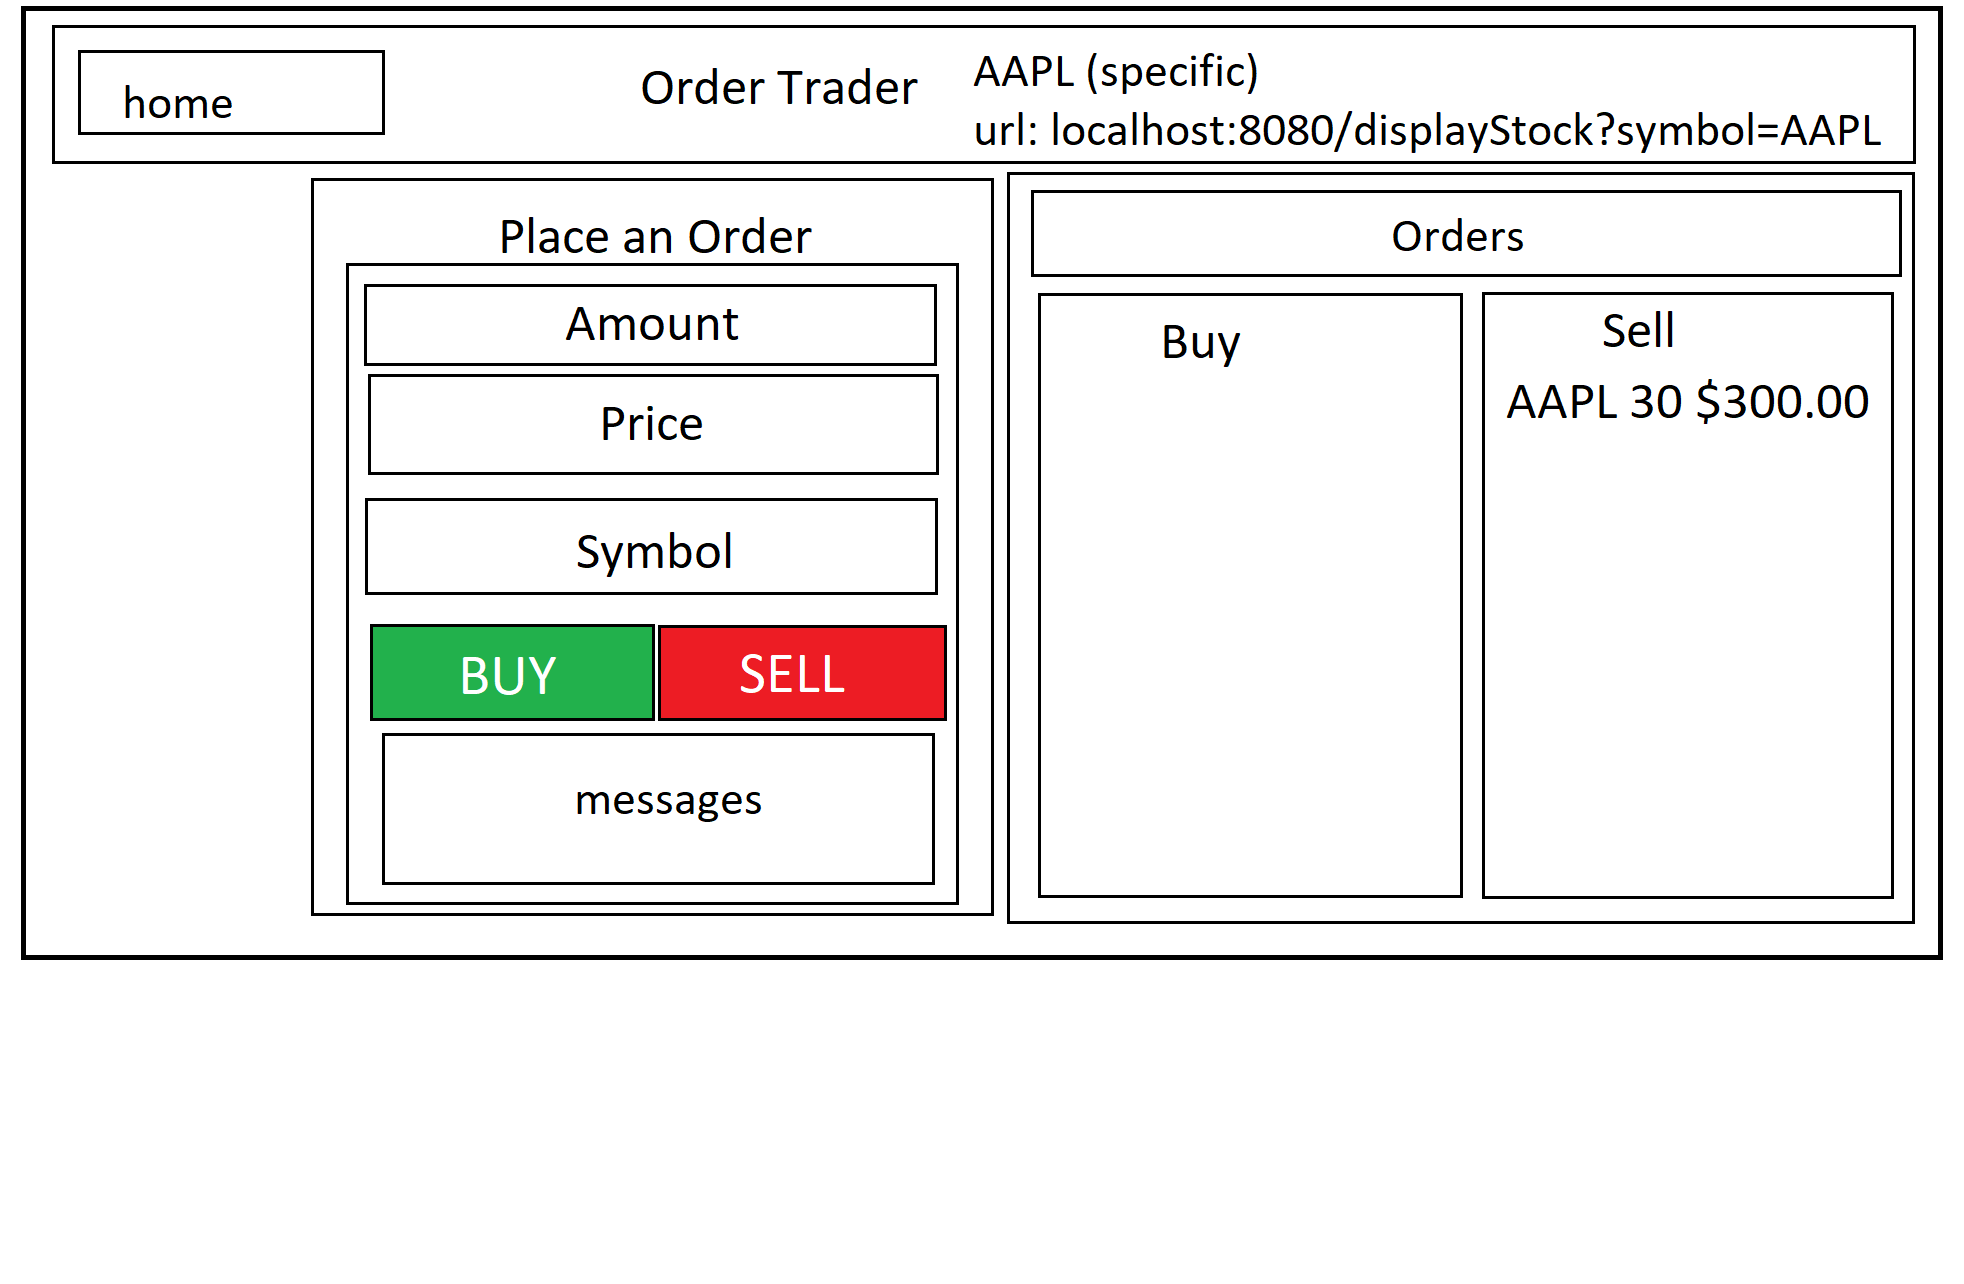 home
Order Trader
AAPL (specific)
url: localhost:8080/displayStock?symbol=AAPL
Place an Order
Amount
Price
Symbol
BUY
SELL
messages
Orders
Buy
Sell
AAPL 30 $300.00